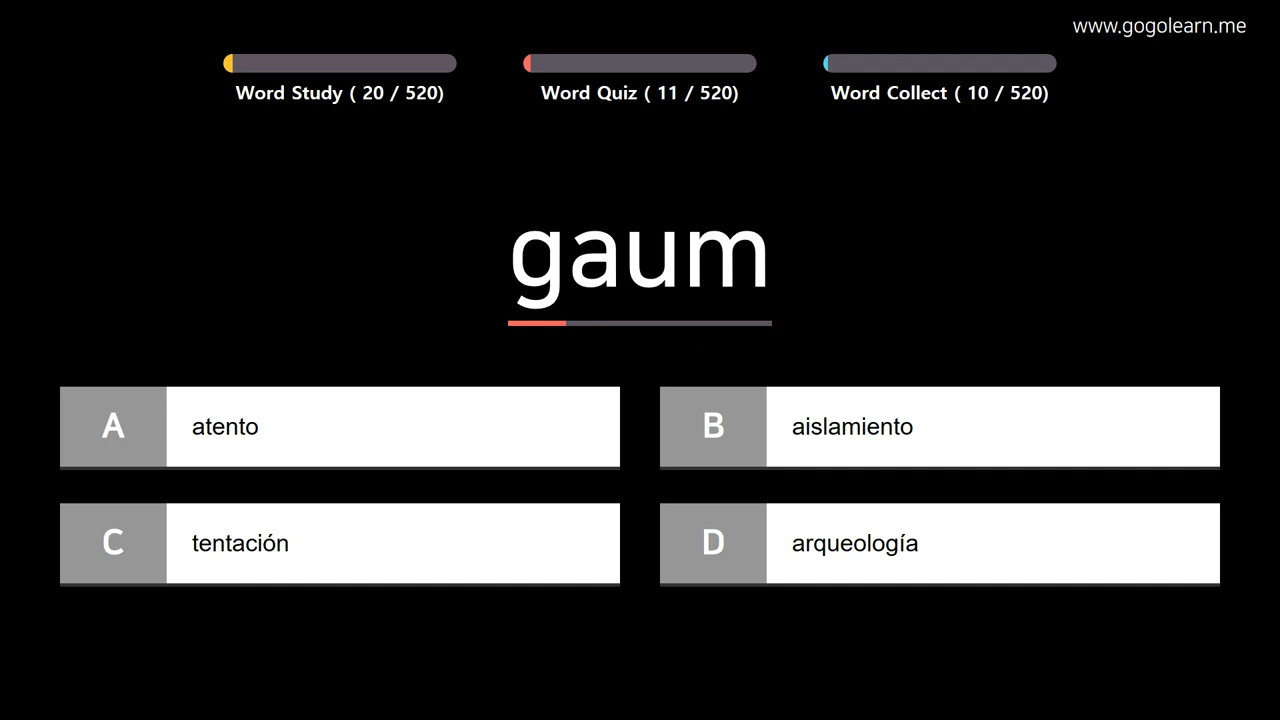 www.gogolearn.me
Word Study ( 20 / 520)
Word Quiz ( 11 / 520)
Word Collect ( 10 / 520)
gaum
A atento
B aislamiento
C tentación
D arqueología